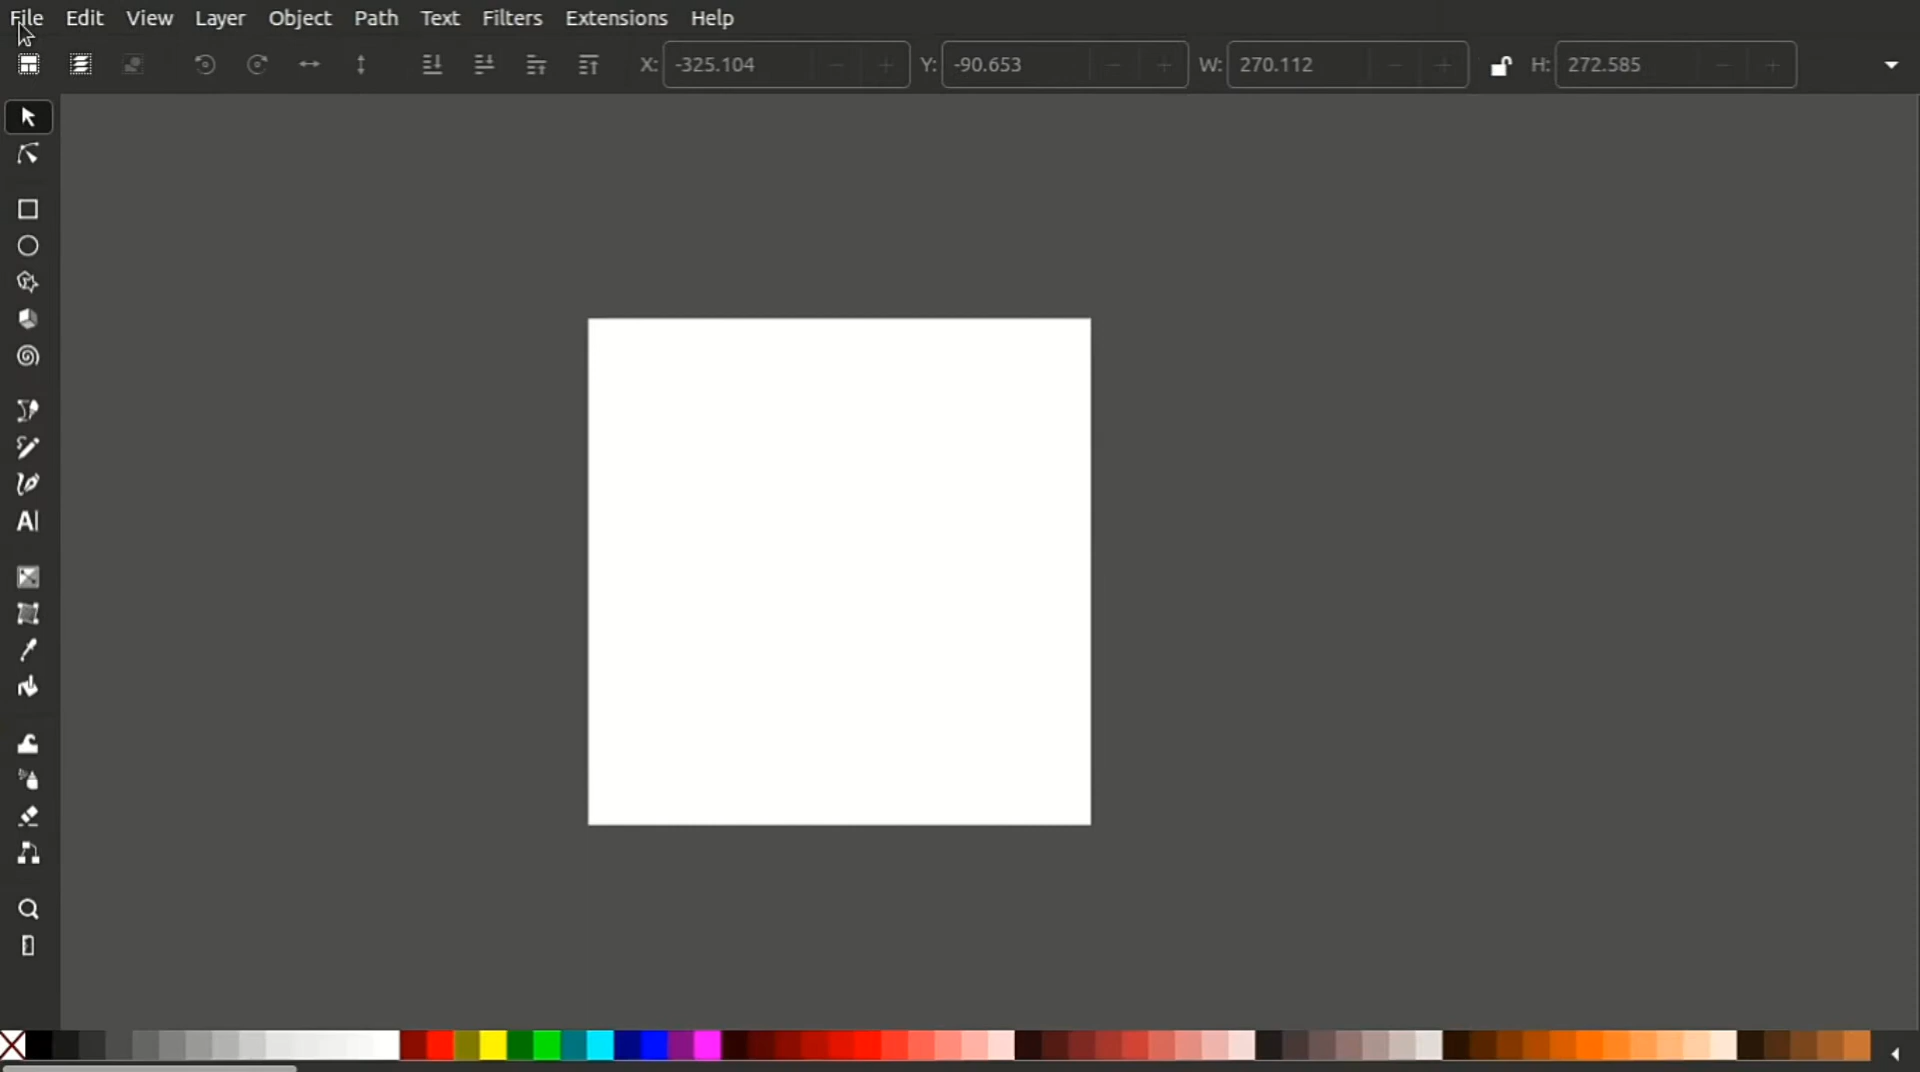 File Edit View Layer Object Path Text Filters Extensions Help
X: -325.104 Y: -90.653 W: 270.112 H: 272.585
A